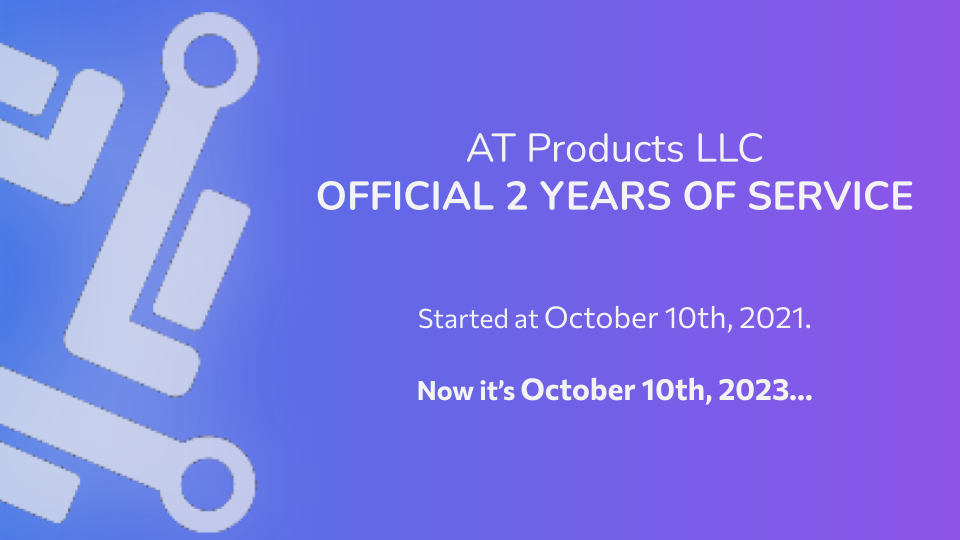 AT Products LLC
OFFICIAL 2 YEARS OF SERVICE
Started at October 10th, 2021.
Now it’s October 10th, 2023...